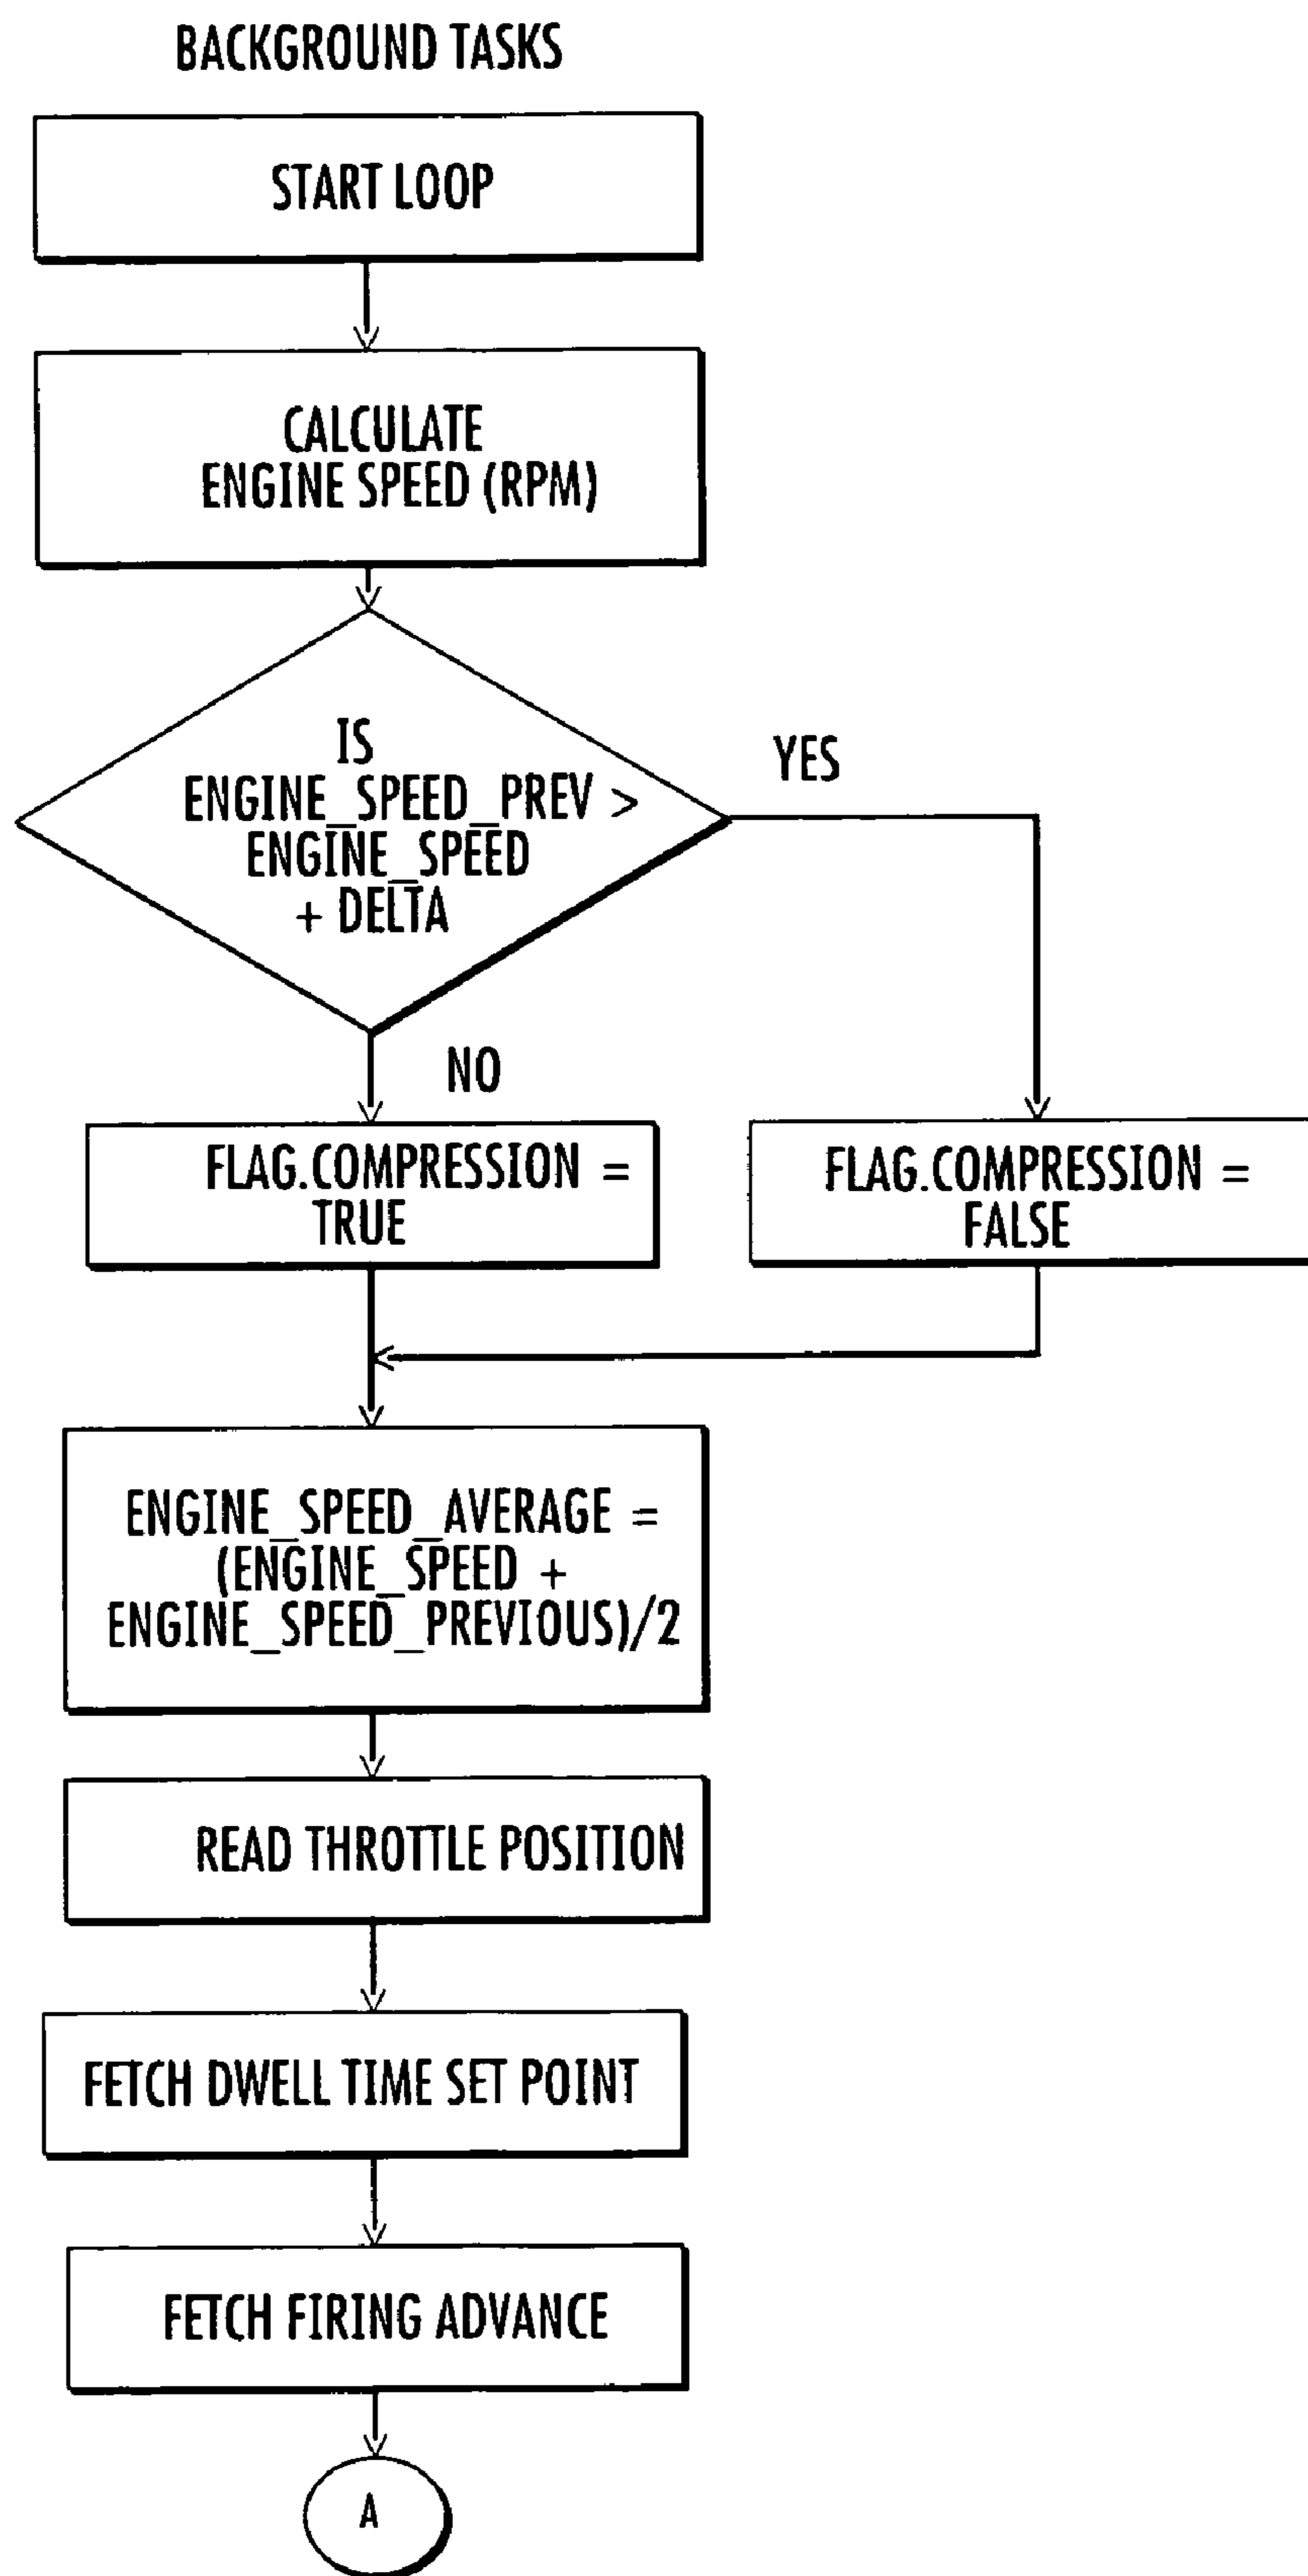 BACKGROUND TASKS
START LOOP
CALCULATE
ENGINE SPEED (RPM)
IS
ENGINE_SPEED_PREV >
ENGINE_SPEED
+ DELTA
YES
NO
FLAG.COMPRESSION =
TRUE
FLAG.COMPRESSION =
FALSE
ENGINE_SPEED_AVERAGE =
(ENGINE_SPEED +
ENGINE_SPEED_PREVIOUS)/2
READ THROTTLE POSITION
FETCH DWELL TIME SET POINT
FETCH FIRING ADVANCE
A